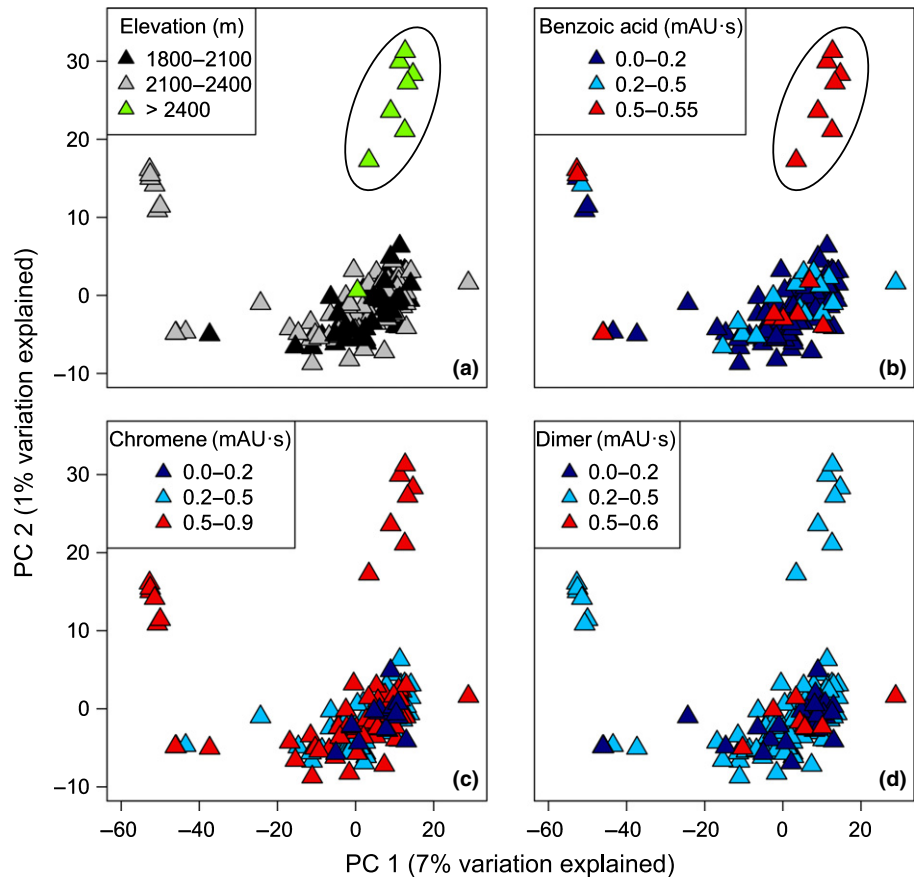 Elevation (m)
1800–2100
2100–2400
> 2400
30
20
10
0
−10
(a)
Benzoic acid (mAU·s)
0.0–0.2
0.2–0.5
0.5–0.55
(b)
Chromene (mAU·s)
0.0–0.2
0.2–0.5
0.5–0.9
30
20
10
0
−10
(c)
−60 −40 −20 0 20
Dimer (mAU·s)
0.0–0.2
0.2–0.5
0.5–0.6
(d)
−60 −40 −20 0 20
PC 2 (1% variation explained)
PC 1 (7% variation explained)